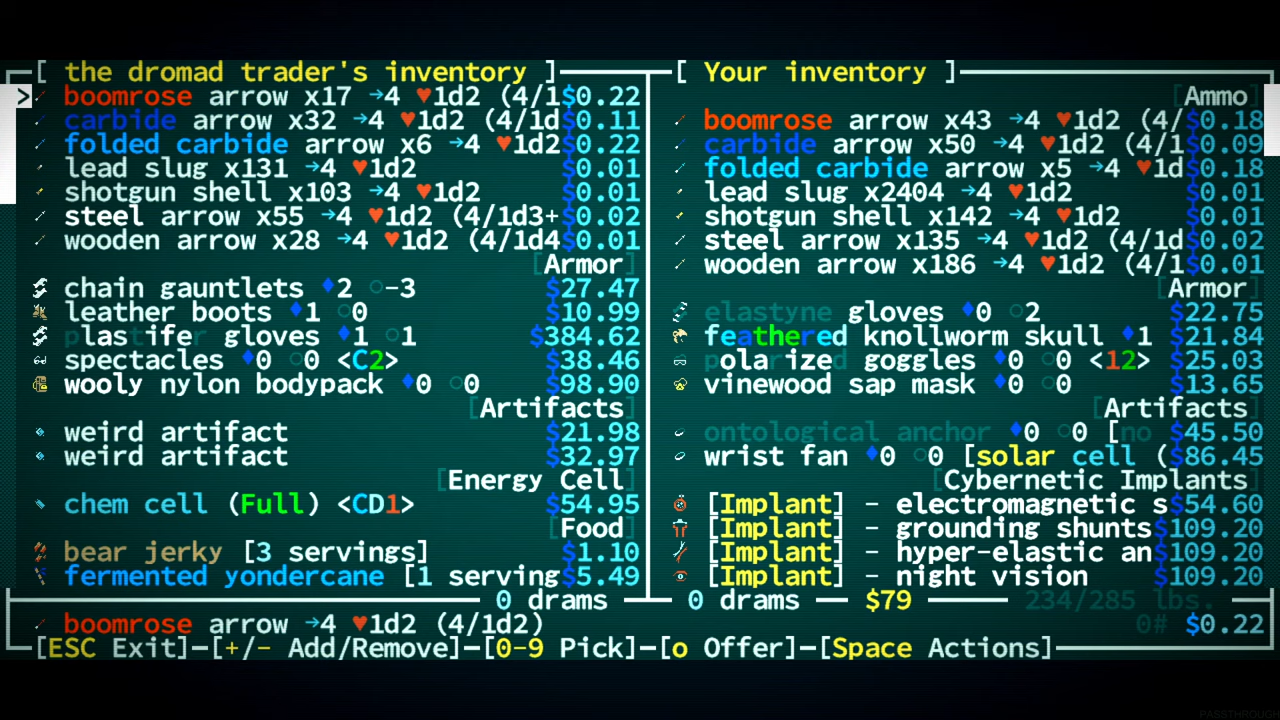 [ the dromad trader's inventory ]
> boomrose arrow x17 →4 ♥1d2 (4/1 $0.22
carbide arrow x32 →4 ♥1d2 (4/1d $0.11
folded carbide arrow x6 →4 ♥1d2 $0.22
lead slug x131 →4 ♥1d2 $0.01
shotgun shell x103 →4 ♥1d2 $0.01
steel arrow x55 →4 ♥1d2 (4/1d3+ $0.02
wooden arrow x28 →4 ♥1d2 (4/1d4 $0.01
[Armor]
chain gauntlets ♦2 ○-3 $27.47
leather boots ♦1 ○0 $10.99
plastifer gloves ♦1 ○1 $384.62
spectacles ♦0 ○0 <C2> $38.46
wooly nylon bodypack ♦0 ○0 $98.90
[Artifacts]
weird artifact $21.98
weird artifact $32.97
[Energy Cell]
chem cell (Full) <CD1> $54.95
[Food]
bear jerky [3 servings] $1.10
fermented yondercane [1 serving $5.49
0 drams
[ Your inventory ]
[Ammo]
boomrose arrow x43 →4 ♥1d2 (4/ $0.18
carbide arrow x50 →4 ♥1d2 (4/1 $0.09
folded carbide arrow x5 →4 ♥1d $0.18
lead slug x2404 →4 ♥1d2 $0.01
shotgun shell x142 →4 ♥1d2 $0.01
steel arrow x135 →4 ♥1d2 (4/1d $0.02
wooden arrow x186 →4 ♥1d2 (4/1 $0.01
[Armor]
elastyne gloves ♦0 ○2 $22.75
feathered knollworm skull ♦1 $21.84
polarized goggles ♦0 ○0 <12> $25.03
vinewood sap mask ♦0 ○0 $13.65
[Artifacts]
ontological anchor ♦0 ○0 [no $45.50
wrist fan ♦0 ○0 [solar cell ( $86.45
[Cybernetic Implants]
[Implant] - electromagnetic s $54.60
[Implant] - grounding shunts $109.20
[Implant] - hyper-elastic an $109.20
[Implant] - night vision $109.20
0 drams — $79 234/285 lbs.
boomrose arrow →4 ♥1d2 (4/1d2) 0# $0.22
[ESC Exit]-[+/- Add/Remove]-[0-9 Pick]-[o Offer]-[Space Actions]